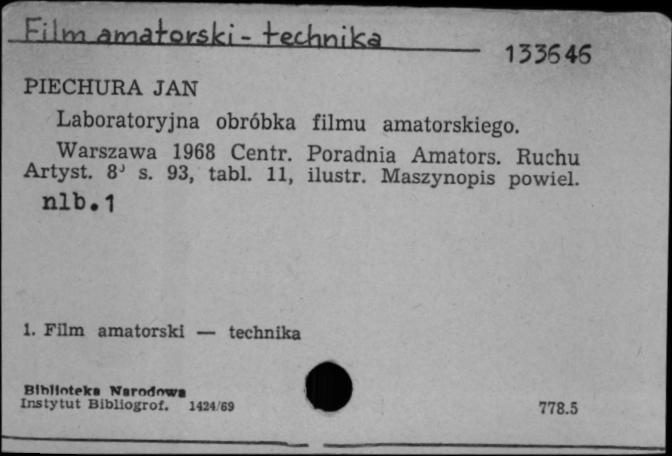 Film amatorski - technika
133646
PIECHURA JAN
Laboratoryjna obróbka filmu amatorskiego.
Warszawa 1968 Centr. Poradnia Amators. Ruchu
Artyst. 8⁰ s. 93, tabl. 11, ilustr. Maszynopis powiel.
nlb. 1
1. Film amatorski — technika
Biblioteka Narodowa
Instytut Bibliogrof. 1424/69
778.5